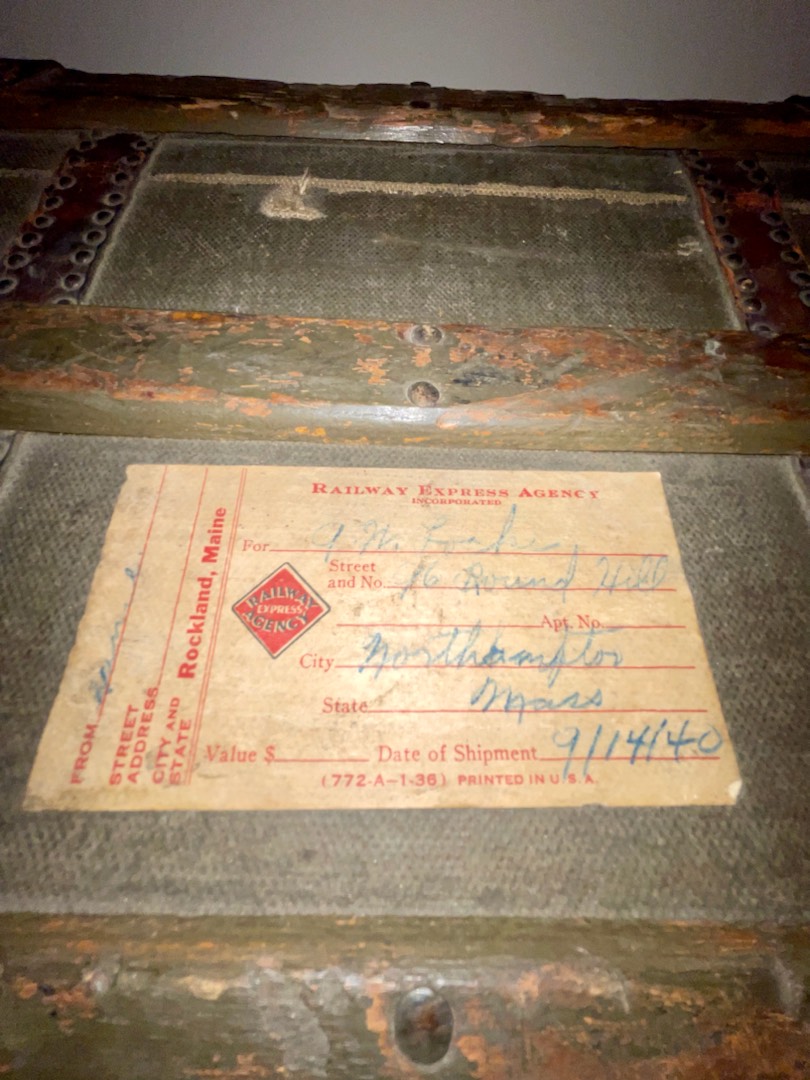 RAILWAY EXPRESS AGENCY
INCORPORATED
For
Street
and No. 16 Round Hill
Apt. No.
City Northampton
State Mass
Value $ Date of Shipment 9/14/40
(772-A-1-36) PRINTED IN U.S.A.
RAILWAY
EXPRESS
AGENCY
FROM same
STREET
ADDRESS
CITY AND
STATE Rockland, Maine